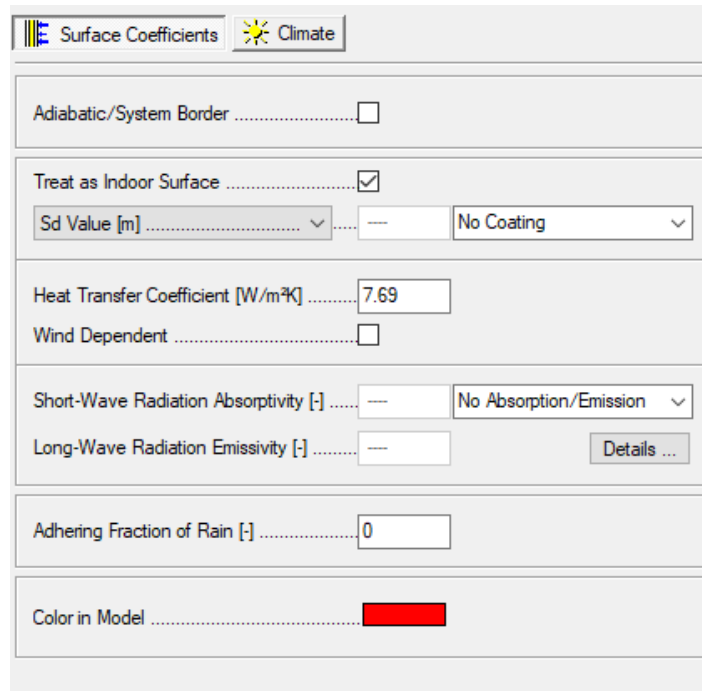 Surface Coefficients Climate
Adiabatic/System Border ..........................
Treat as Indoor Surface ...........................
Sd Value [m] ................................ ..... ---- No Coating
Heat Transfer Coefficient [W/m²K] .......... 7.69
Wind Dependent .......................................
Short-Wave Radiation Absorptivity [-] ...... ---- No Absorption/Emission
Long-Wave Radiation Emissivity [-] ......... ---- Details ...
Adhering Fraction of Rain [-] ..................... 0
Color in Model .............................................